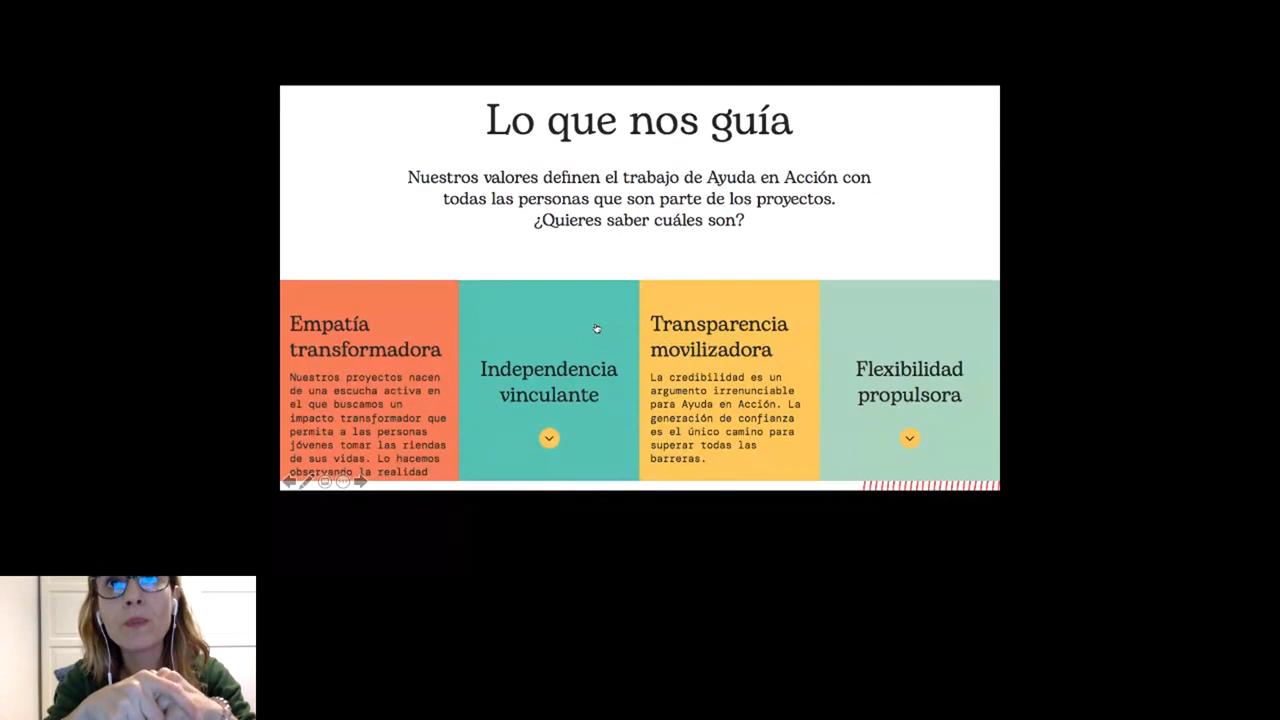 Lo que nos guía
Nuestros valores definen el trabajo de Ayuda en Acción con
todas las personas que son parte de los proyectos.
¿Quieres saber cuáles son?
Empatía
transformadora
Nuestros proyectos nacen
de una escucha activa en
el que buscamos un
impacto transformador que
permita a las personas
jóvenes tomar las riendas
de sus vidas. Lo hacemos
observando la realidad
Independencia
vinculante
Transparencia
movilizadora
La credibilidad es un
argumento irrenunciable
para Ayuda en Acción. La
generación de confianza
es el único camino para
superar todas las
barreras.
Flexibilidad
propulsora